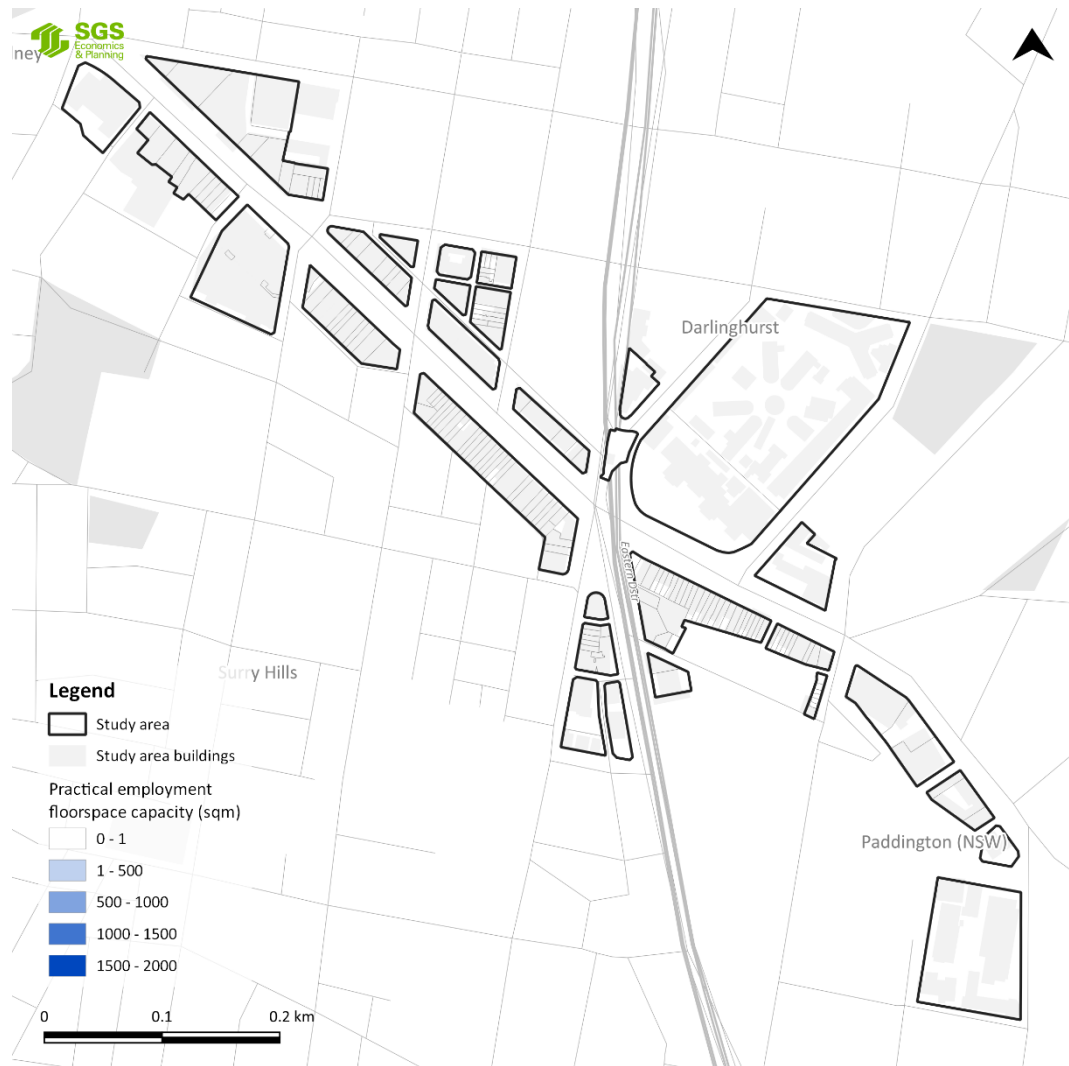 SGS
Economics
& Planning
ney
Darlinghurst
Eastern Distr
Surry Hills
Legend
Study area
Study area buildings
Practical employment
floorspace capacity (sqm)
0 - 1
1 - 500
500 - 1000
1000 - 1500
1500 - 2000
Paddington (NSW)
0 0.1 0.2 km